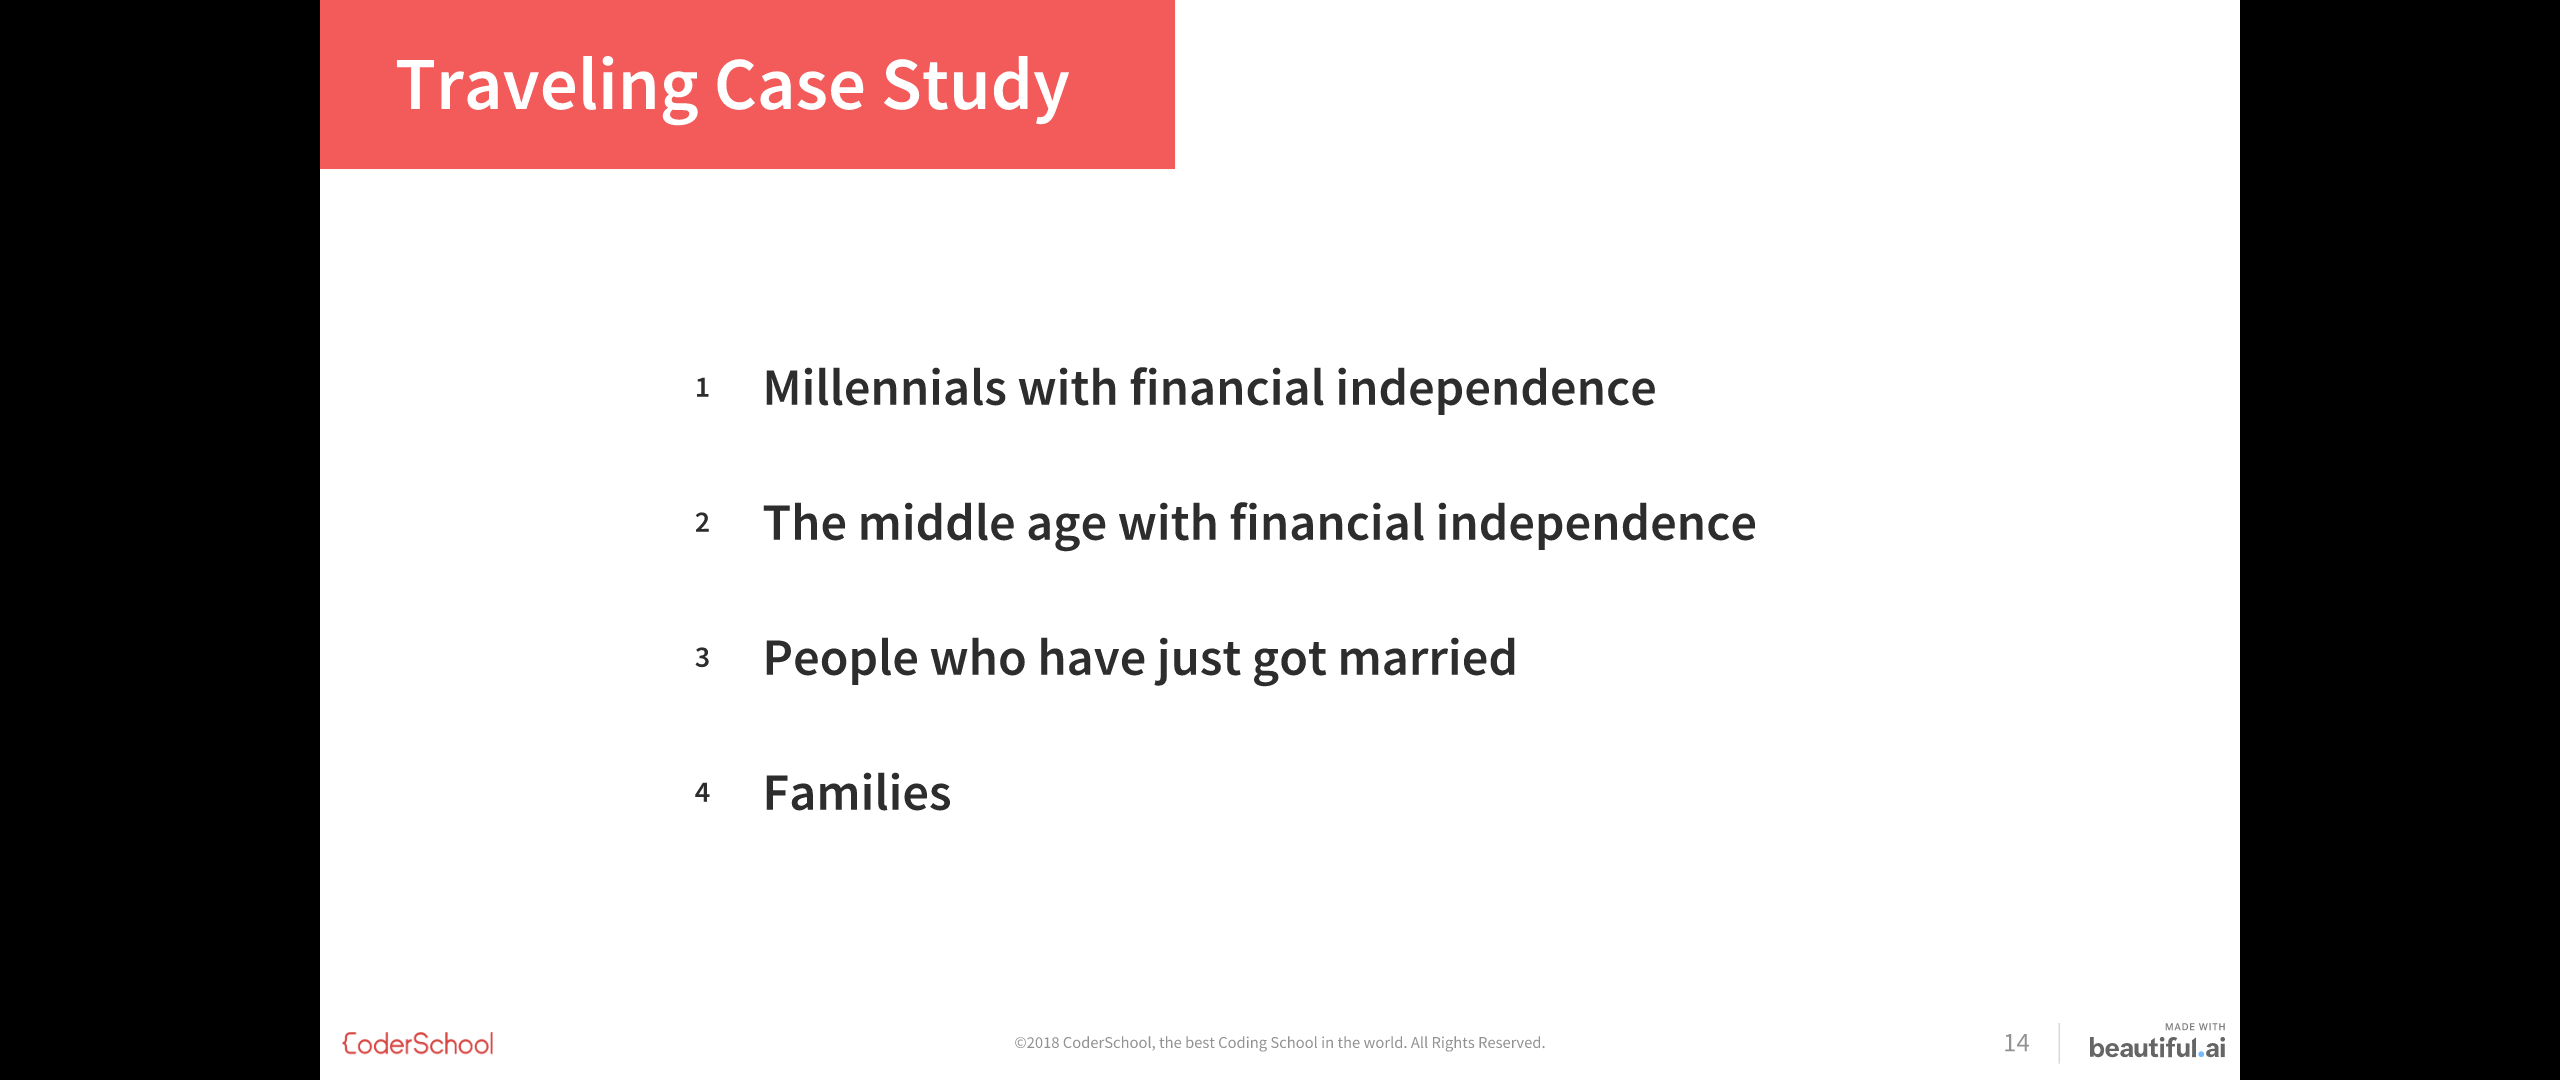 Traveling Case Study
1 Millennials with financial independence
2 The middle age with financial independence
3 People who have just got married
4 Families
CoderSchool
©2018 CoderSchool, the best Coding School in the world. All Rights Reserved.
14
MADE WITH
beautiful.ai